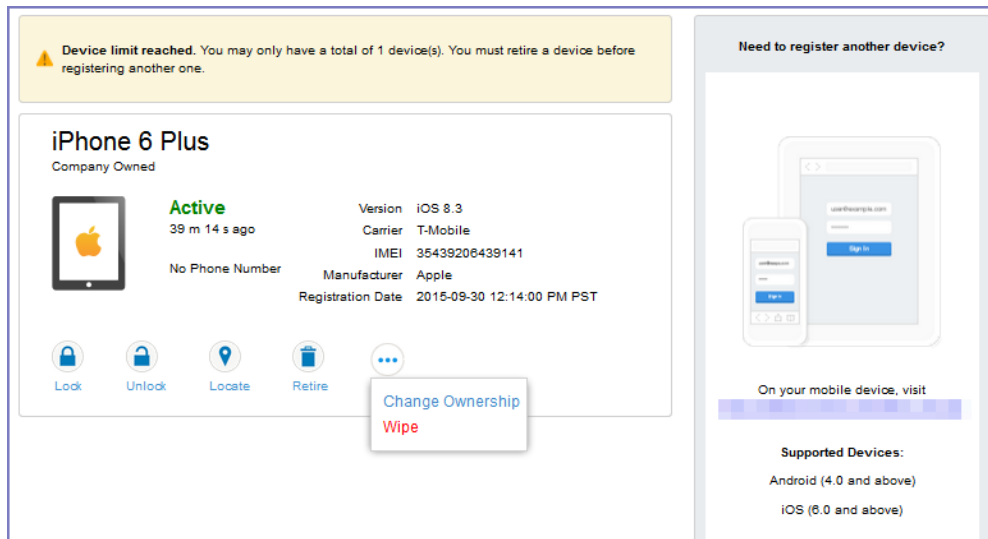 Device limit reached. You may only have a total of 1 device(s). You must retire a device before
registering another one.
iPhone 6 Plus
Company Owned
Active
39 m 14 s ago
No Phone Number
Version iOS 8.3
Carrier T-Mobile
IMEI 35439206439141
Manufacturer Apple
Registration Date 2015-09-30 12:14:00 PM PST
Lock Unlock Locate Retire
Change Ownership
Wipe
Need to register another device?
user@example.com
Sign In
Sign In
On your mobile device, visit
Supported Devices:
Android (4.0 and above)
iOS (6.0 and above)